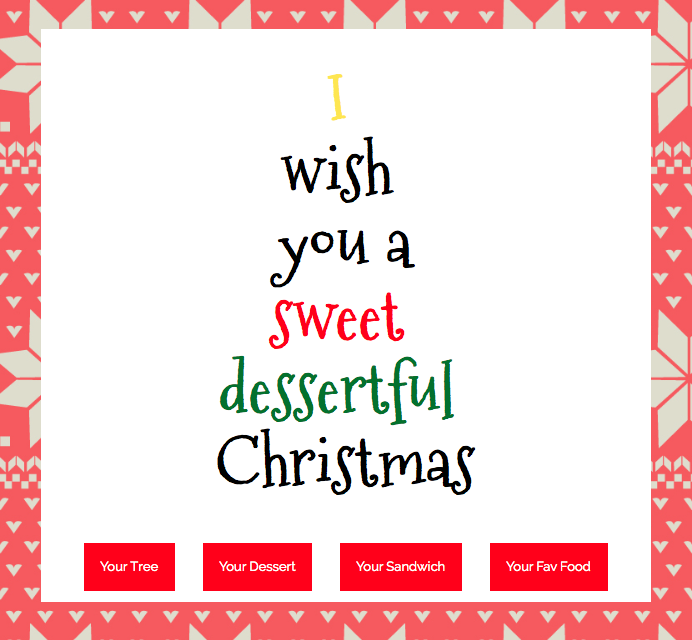 I
wish
you a
sweet
dessertful
Christmas
Your Tree
Your Dessert
Your Sandwich
Your Fav Food